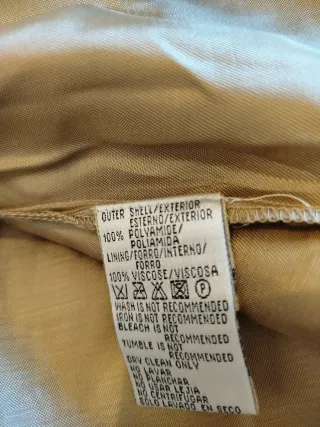 OUTER SHELL/EXTERIOR
ESTERNO/EXTERIOR
100% POLYAMIDE/
POLIAMIDA
LINING/FORRO/INTERNO/
FORRO
100% VISCOSE/VISCOSA
P
WASH IS NOT RECOMMENDED
IRON IS NOT RECOMMENDED
BLEACH IS NOT
RECOMMENDED
TUMBLE IS NOT
RECOMMENDED
DRY CLEAN ONLY
NO LAVAR
NO PLANCHAR
NO USAR LEJIA
NO CENTRIFUGAR
SOLO LAVADO EN SECO